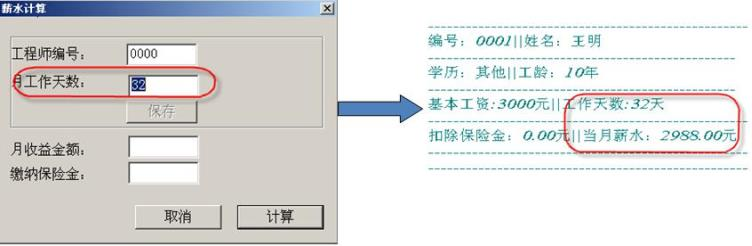 薪水计算
工程师编号： 0000
月工作天数： 32
保存
月收益金额：
缴纳保险金：
取消 计算
编号：0001||姓名：王明
学历：其他||工龄：10年
基本工资:3000元||工作天数:32天
扣除保险金：0.00元||当月薪水：2988.00元